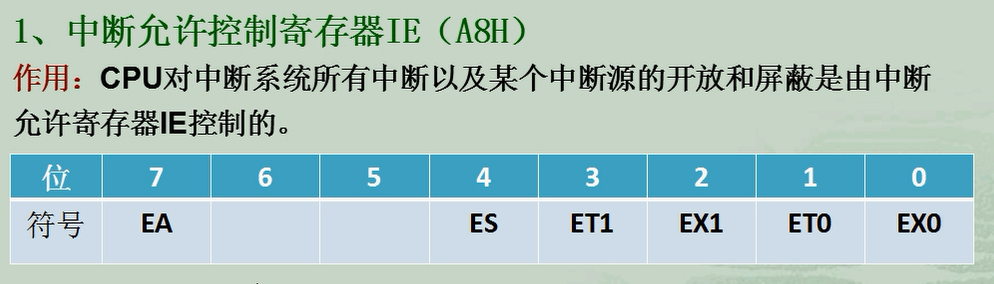 1、中断允许控制寄存器IE（A8H）
作用：CPU对中断系统所有中断以及某个中断源的开放和屏蔽是由中断
允许寄存器IE控制的。
位 7 6 5 4 3 2 1 0
符号 EA ES ET1 EX1 ET0 EX0